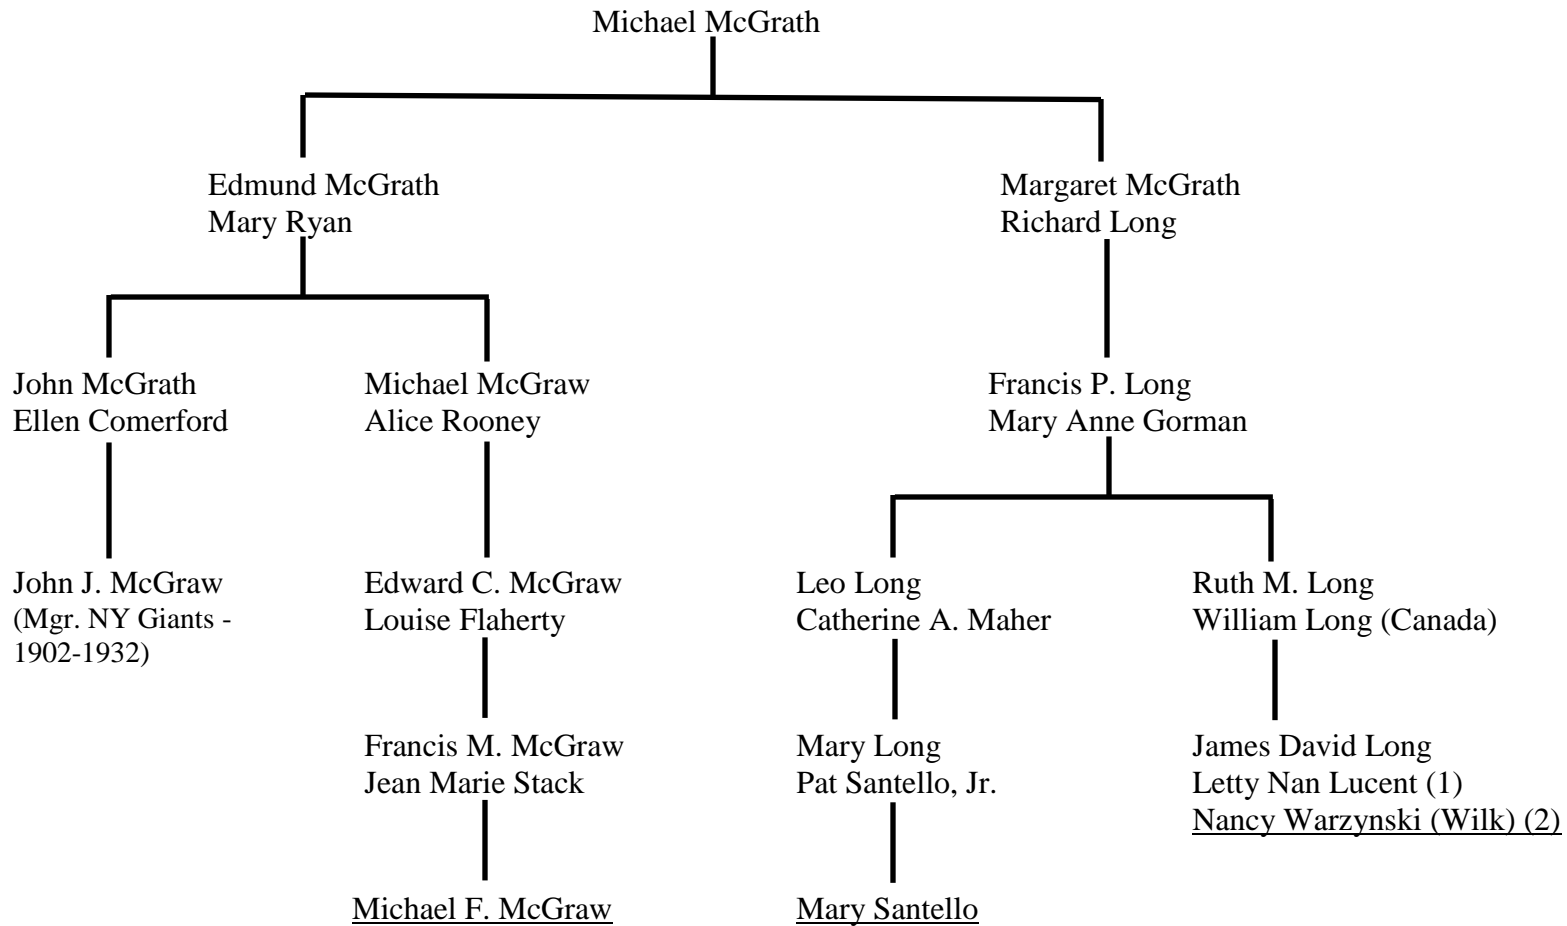 Michael McGrath
Edmund McGrath
Mary Ryan
Margaret McGrath
Richard Long
John McGrath
Ellen Comerford
Michael McGraw
Alice Rooney
Francis P. Long
Mary Anne Gorman
John J. McGraw
(Mgr. NY Giants -
1902-1932)
Edward C. McGraw
Louise Flaherty
Leo Long
Catherine A. Maher
Ruth M. Long
William Long (Canada)
Francis M. McGraw
Jean Marie Stack
Mary Long
Pat Santello, Jr.
James David Long
Letty Nan Lucent (1)
Nancy Warzynski (Wilk) (2)
Michael F. McGraw
Mary Santello